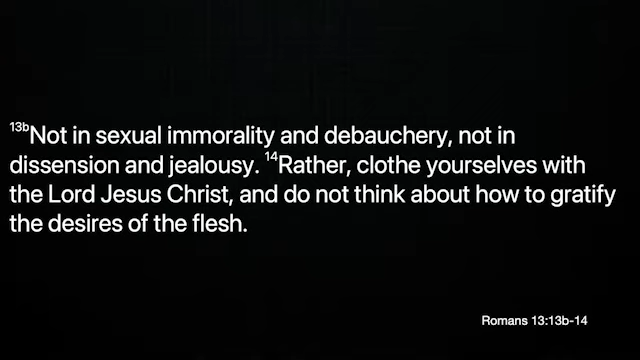 13bNot in sexual immorality and debauchery, not in
dissension and jealousy. 14Rather, clothe yourselves with
the Lord Jesus Christ, and do not think about how to gratify
the desires of the flesh.
Romans 13:13b-14